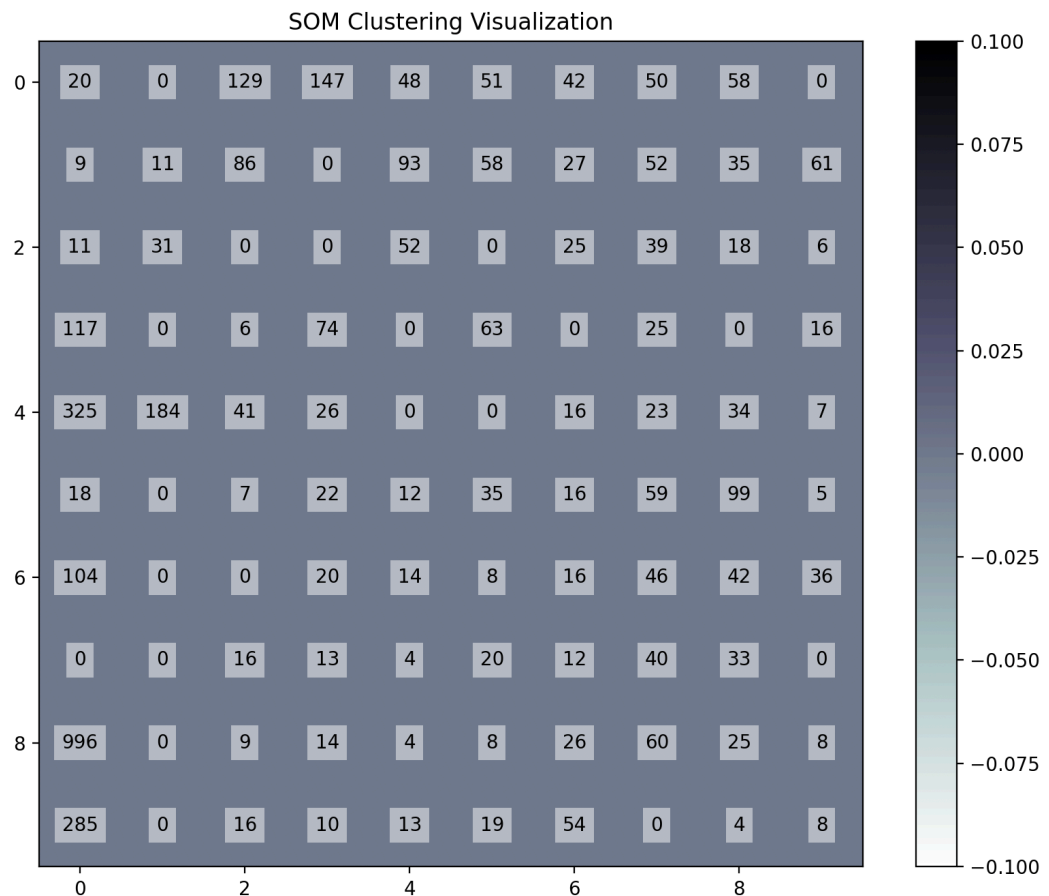 SOM Clustering Visualization
0 20 0 129 147 48 51 42 50 58 0
9 11 86 0 93 58 27 52 35 61
2 11 31 0 0 52 0 25 39 18 6
117 0 6 74 0 63 0 25 0 16
4 325 184 41 26 0 0 16 23 34 7
18 0 7 22 12 35 16 59 99 5
6 104 0 0 20 14 8 16 46 42 36
0 0 16 13 4 20 12 40 33 0
8 996 0 9 14 4 8 26 60 25 8
285 0 16 10 13 19 54 0 4 8
0 2 4 6 8
0.100
0.075
0.050
0.025
0.000
−0.025
−0.050
−0.075
−0.100